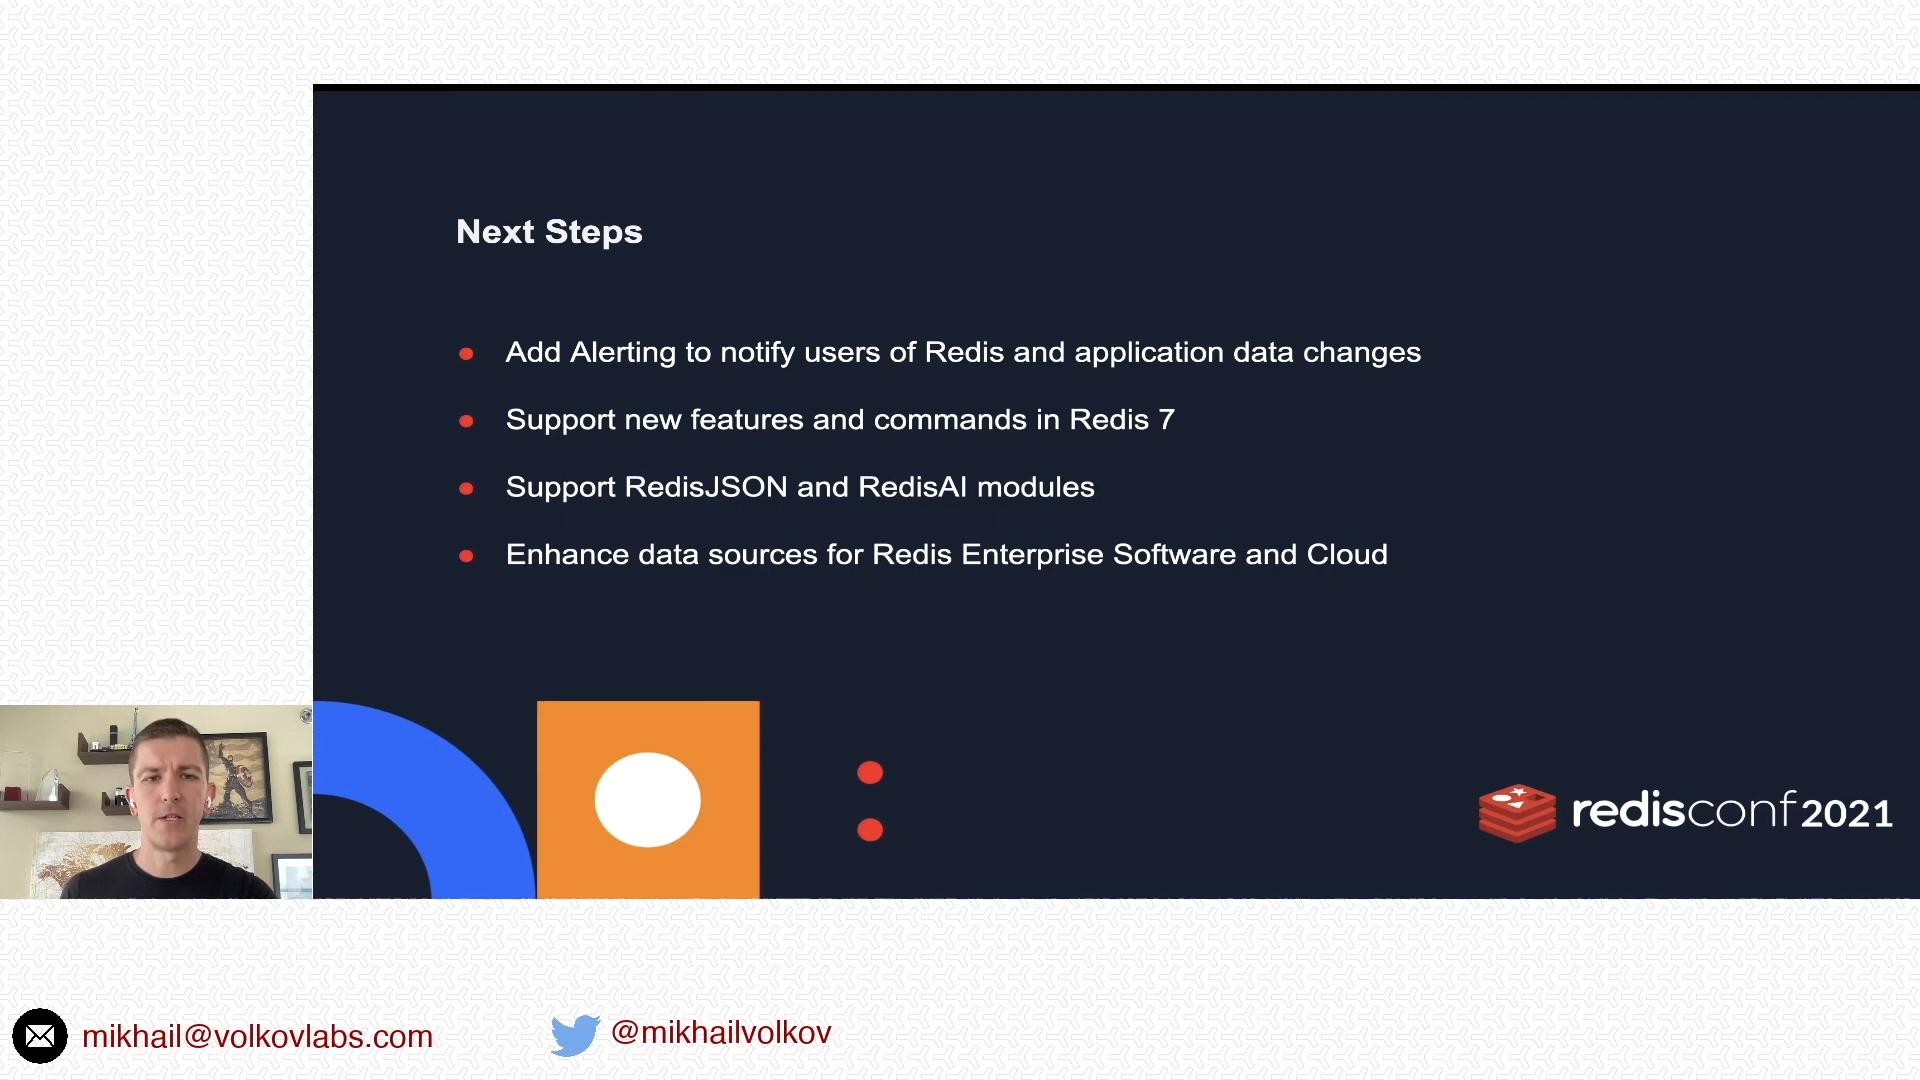 Next Steps
Add Alerting to notify users of Redis and application data changes
Support new features and commands in Redis 7
Support RedisJSON and RedisAI modules
Enhance data sources for Redis Enterprise Software and Cloud
redisconf2021
mikhail@volkovlabs.com
@mikhailvolkov